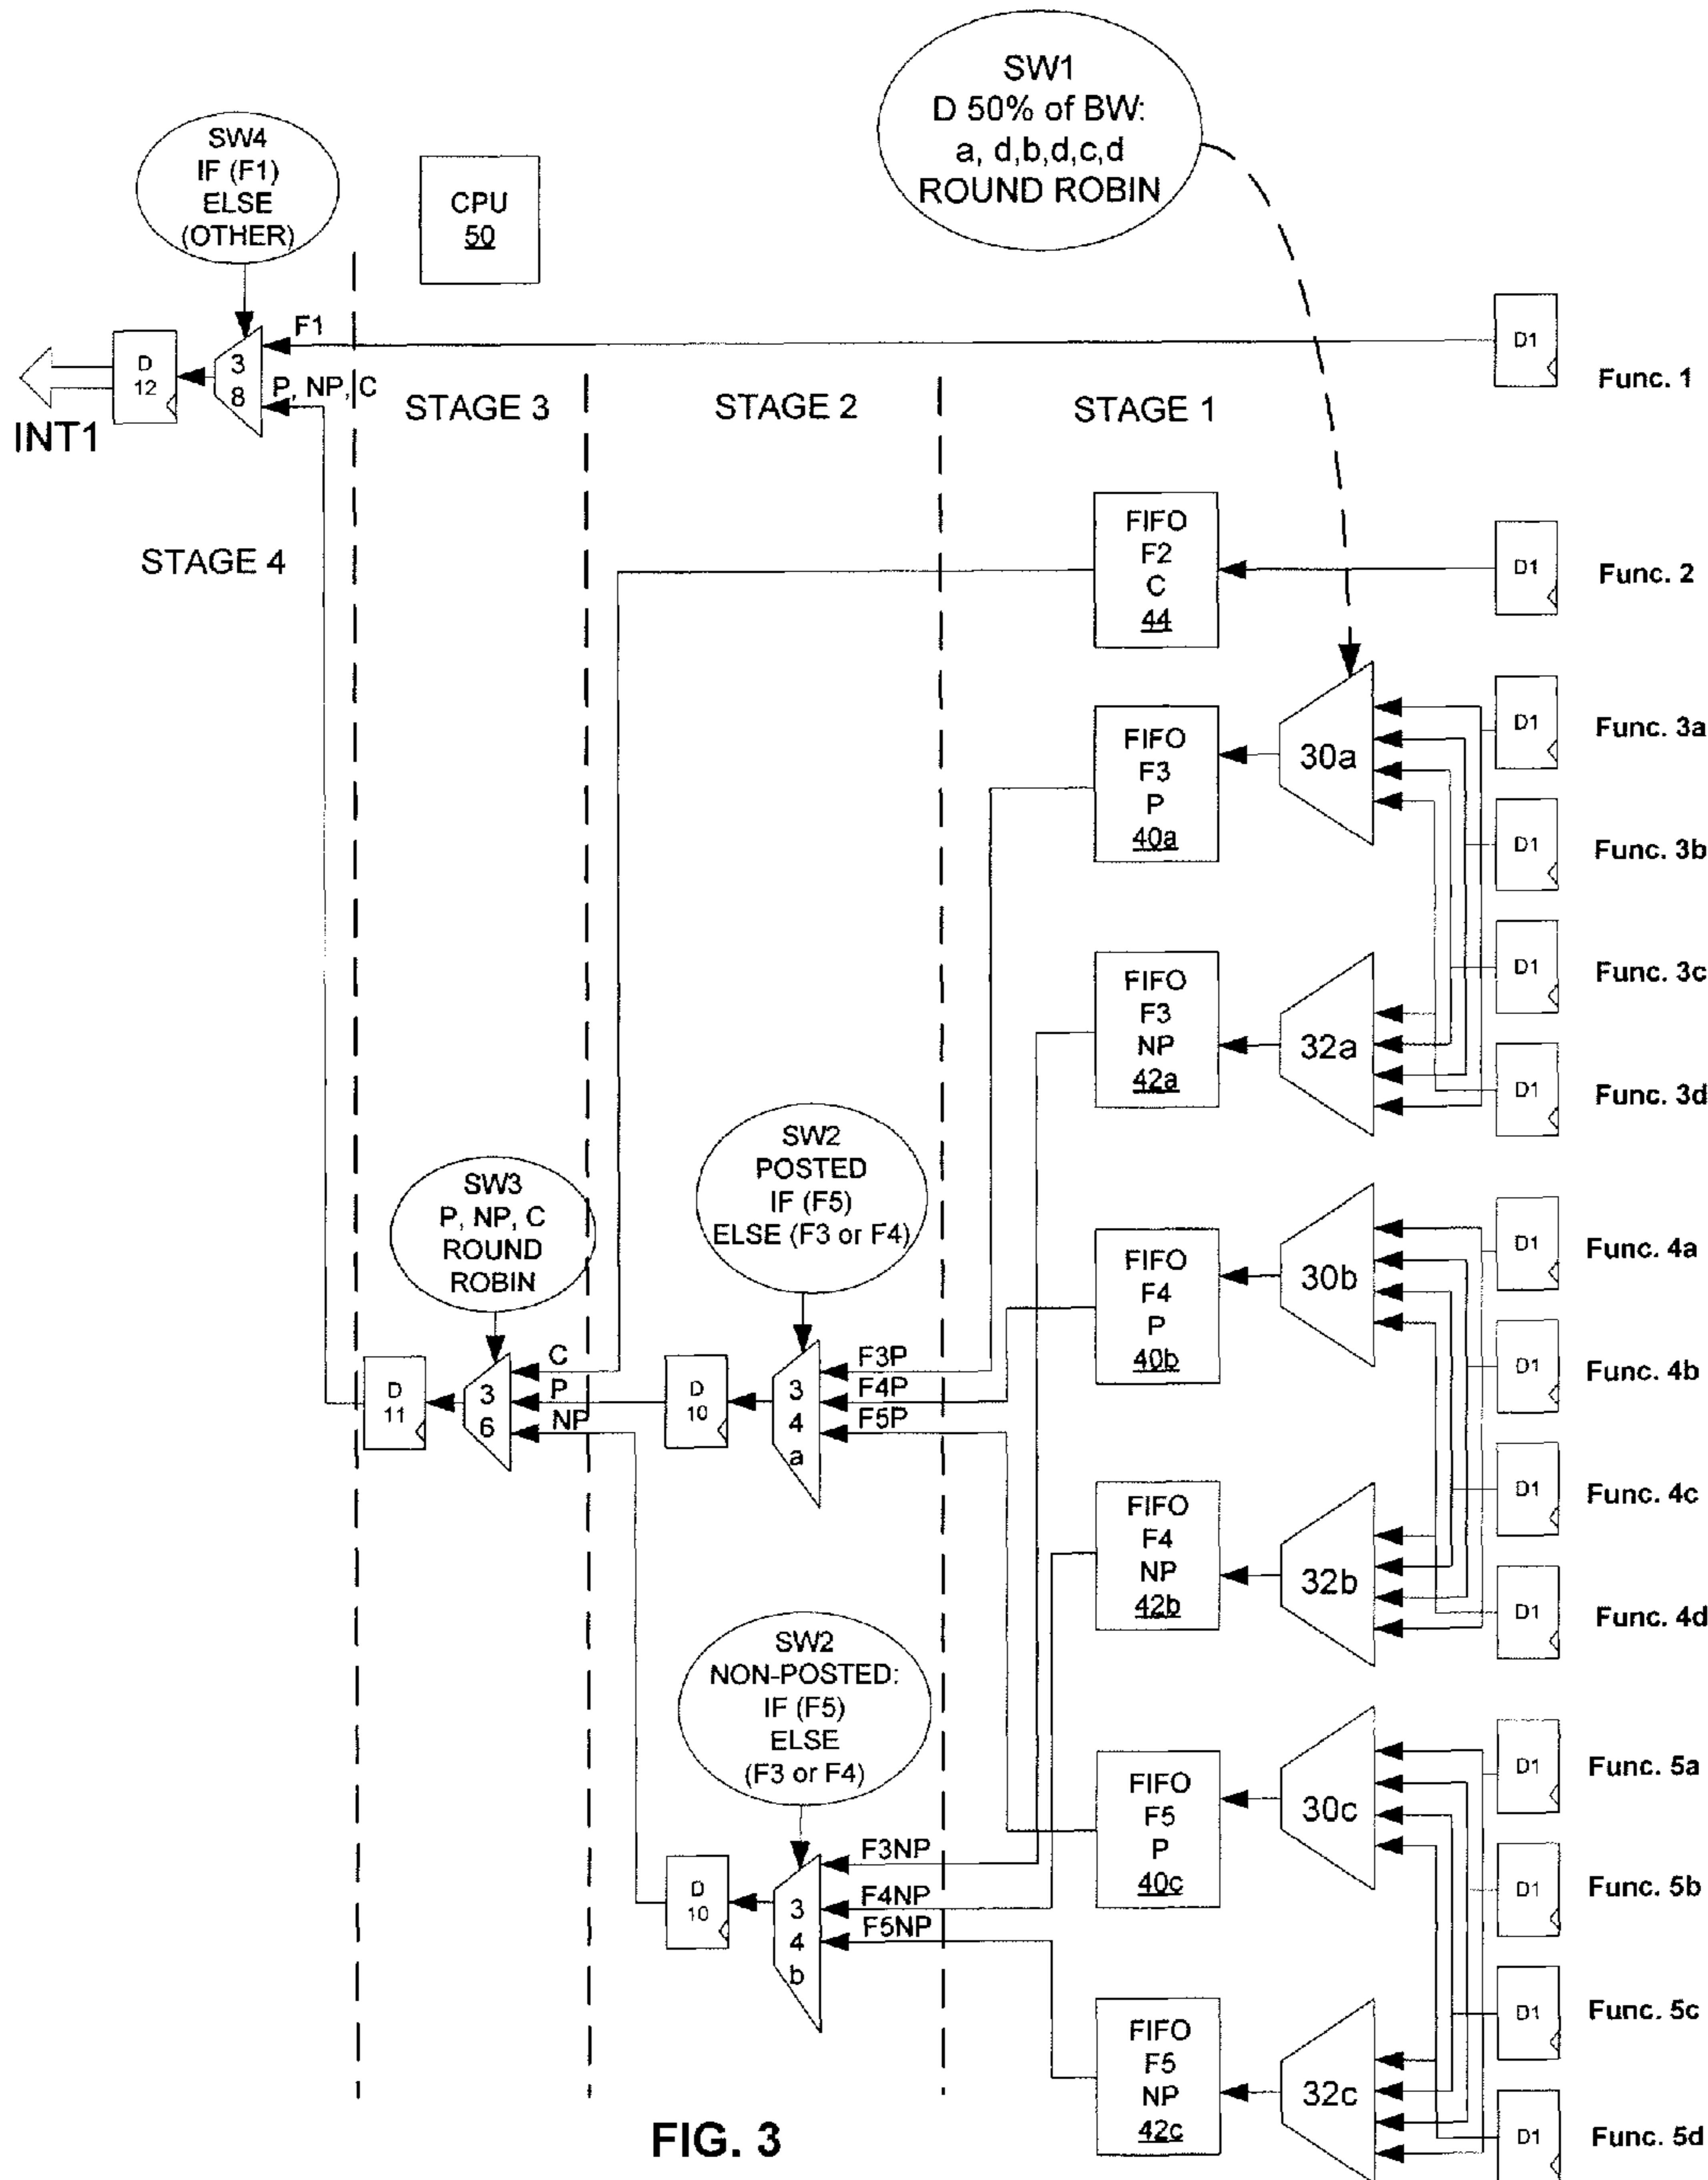 SW1
D 50% of BW:
a, d,b,d,c,d
ROUND ROBIN
SW4
IF (F1)
ELSE
(OTHER)
CPU
50
F1
D1
Func. 1
D
12
3
8
P, NP, C
INT1
STAGE 3
STAGE 2
STAGE 1
STAGE 4
FIFO
F2
C
44
D1
Func. 2
FIFO
F3
P
40a
30a
D1
Func. 3a
D1
Func. 3b
FIFO
F3
NP
42a
32a
D1
Func. 3c
D1
Func. 3d
SW2
POSTED
IF (F5)
ELSE (F3 or F4)
SW3
P, NP, C
ROUND
ROBIN
FIFO
F4
P
40b
30b
D1
Func. 4a
D1
Func. 4b
D
11
3
6
C
P
NP
D
10
3
4
a
F3P
F4P
F5P
FIFO
F4
NP
42b
32b
D1
Func. 4c
D1
Func. 4d
SW2
NON-POSTED:
IF (F5)
ELSE
(F3 or F4)
FIFO
F5
P
40c
30c
D1
Func. 5a
D1
Func. 5b
D
10
3
4
b
F3NP
F4NP
F5NP
FIFO
F5
NP
42c
32c
D1
Func. 5c
D1
Func. 5d
FIG. 3